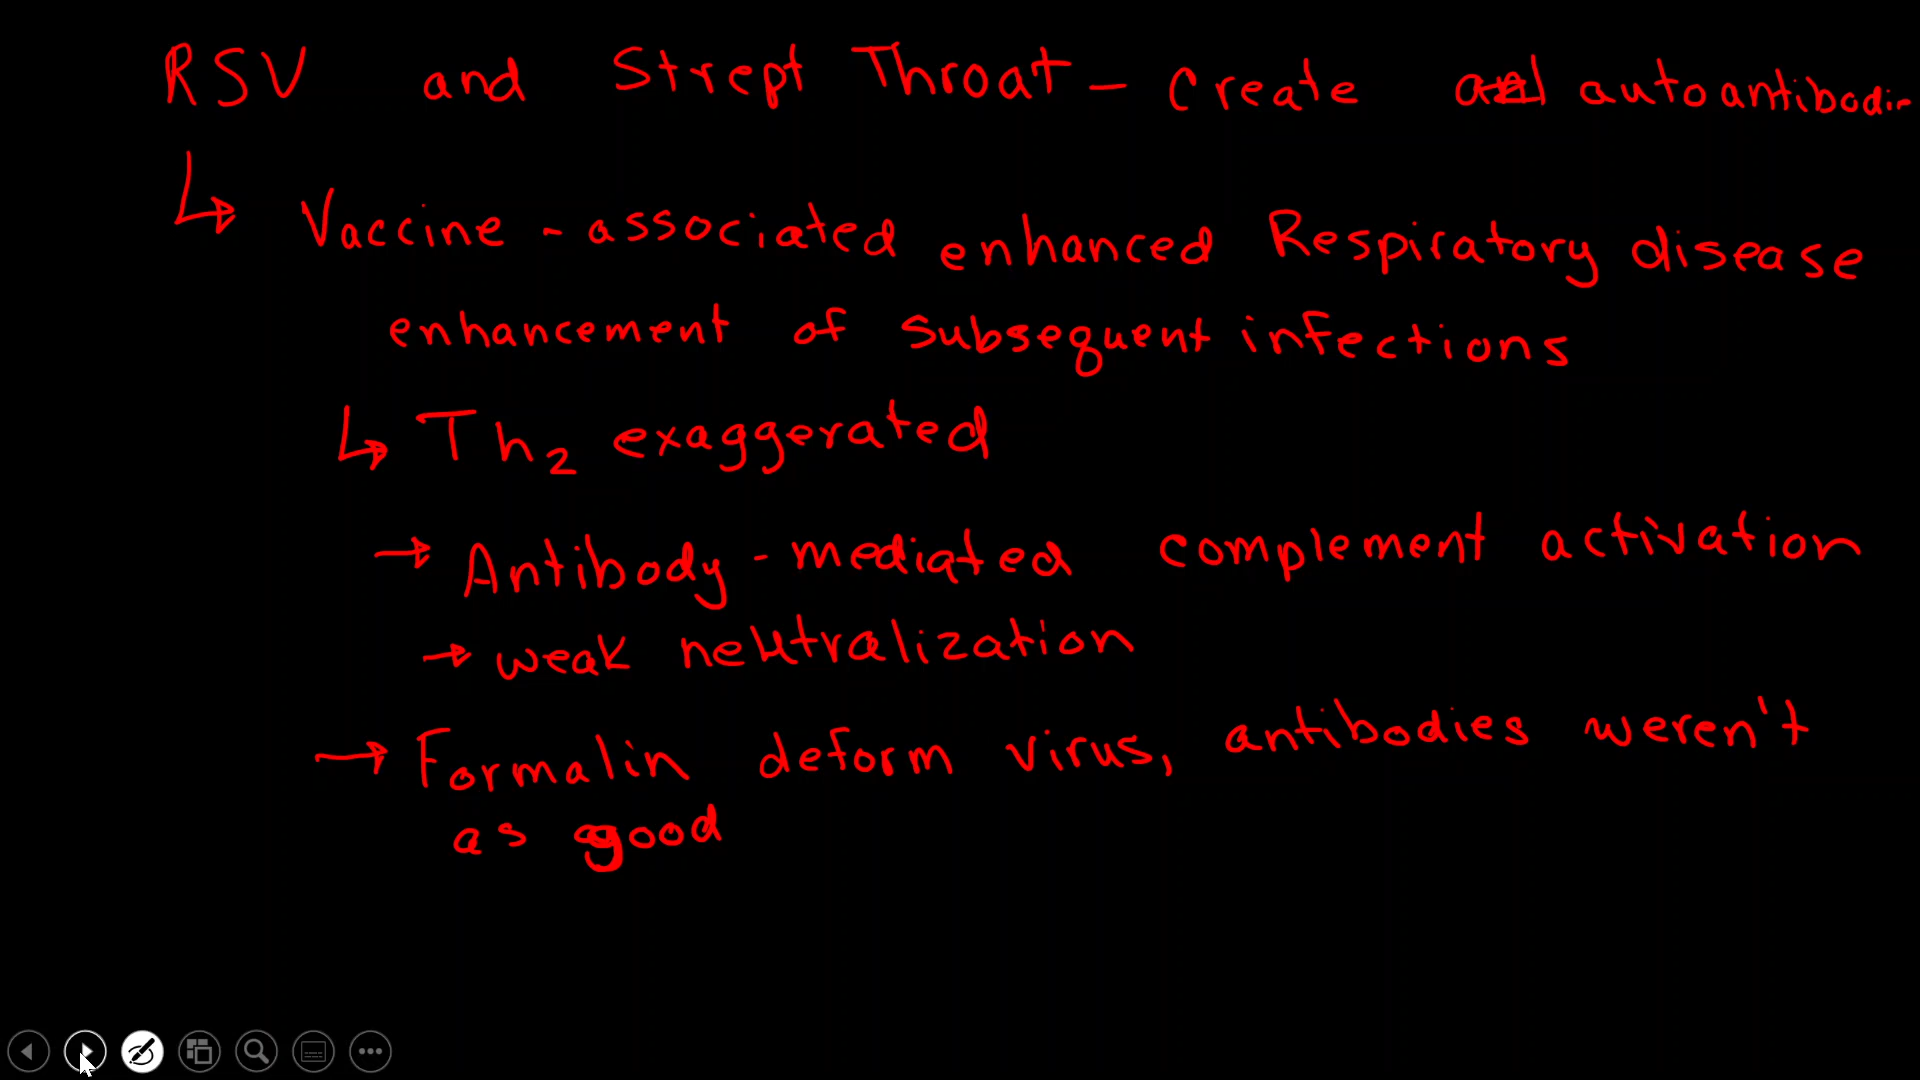 RSV and Strept Throat - Create autoantibodi
↳ Vaccine - associated enhanced Respiratory disease
enhancement of subsequent infections
↳ Th2 exaggerated
→ Antibody - mediated complement activation
→ weak neutralization
→ Formalin deform virus, antibodies weren't
as good